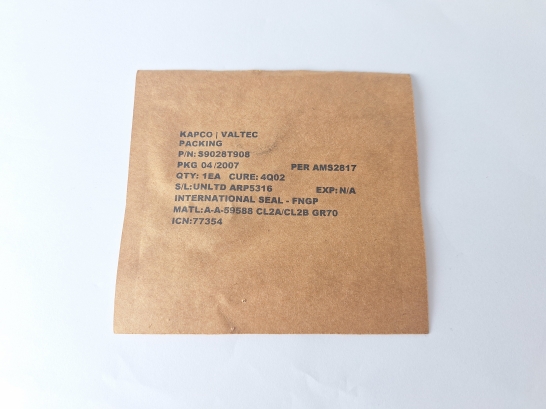 KAPCO | VALTEC
PACKING
P/N: S9028T908
PKG 04/2007 PER AMS2817
QTY: 1EA CURE: 4Q02
S/L:UNLTD ARP5316 EXP: N/A
INTERNATIONAL SEAL - FNGP
MATL:A-A-59588 CL2A/CL2B GR70
ICN:77354